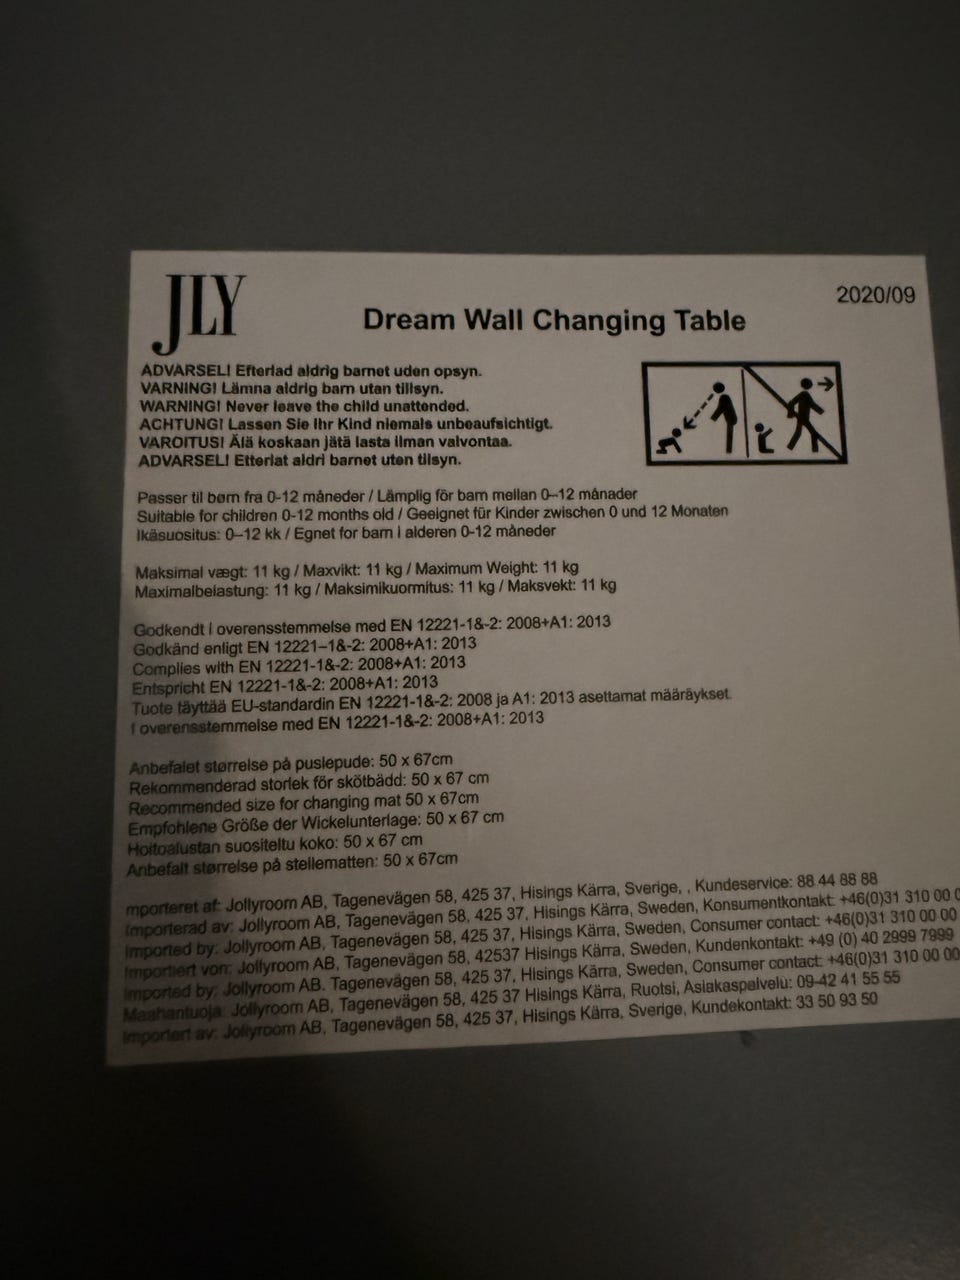 JLY
2020/09
Dream Wall Changing Table
ADVARSEL! Efterlad aldrig barnet uden opsyn.
VARNING! Lämna aldrig barn utan tillsyn.
WARNING! Never leave the child unattended.
ACHTUNG! Lassen Sie Ihr Kind niemals unbeaufsichtigt.
VAROITUS! Älä koskaan jätä lasta ilman valvontaa.
ADVARSEL! Etterlat aldri barnet uten tilsyn.
Passer til børn fra 0-12 måneder / Lämplig för barn mellan 0–12 månader
Suitable for children 0-12 months old / Geeignet für Kinder zwischen 0 und 12 Monaten
Ikäsuositus: 0–12 kk / Egnet for barn i alderen 0-12 måneder
Maksimal vægt: 11 kg / Maxvikt: 11 kg / Maximum Weight: 11 kg
Maximalbelastung: 11 kg / Maksimikuormitus: 11 kg / Maksvekt: 11 kg
Godkendt i overensstemmelse med EN 12221-1&-2: 2008+A1: 2013
Godkänd enligt EN 12221–1&-2: 2008+A1: 2013
Complies with EN 12221-1&-2: 2008+A1: 2013
Entspricht EN 12221-1&-2: 2008+A1: 2013
Tuote täyttää EU-standardin EN 12221-1&-2: 2008 ja A1: 2013 asettamat määräykset.
I overensstemmelse med EN 12221-1&-2: 2008+A1: 2013
Anbefalet størrelse på puslepude: 50 x 67cm
Rekommenderad storlek för skötbädd: 50 x 67 cm
Recommended size for changing mat 50 x 67cm
Empfohlene Größe der Wickelunterlage: 50 x 67 cm
Hoitoalustan suositeltu koko: 50 x 67 cm
Anbefalt størrelse på stellematten: 50 x 67cm
mporteret af: Jollyroom AB, Tagenevägen 58, 425 37, Hisings Kärra, Sverige, , Kundeservice: 88 44 88 88
Importerad av: Jollyroom AB, Tagenevägen 58, 425 37, Hisings Kärra, Sweden, Konsumentkontakt: +46(0)31 310 00 0
Imported by: Jollyroom AB, Tagenevägen 58, 425 37, Hisings Kärra, Sweden, Consumer contact: +46(0)31 310 00 00
Importiert von: Jollyroom AB, Tagenevägen 58, 42537 Hisings Kärra, Sweden, Kundenkontakt: +49 (0) 40 2999 7999
Imported by: Jollyroom AB. Tagenevägen 58, 425 37, Hisings Kärra, Sweden, Consumer contact: +46(0)31 310 00 00
Maahantuoja: Jollyroom AB, Tagenevägen 58, 425 37 Hisings Kärra, Ruotsi, Asiakaspalvelu: 09-42 41 55 55
Importert av: Jollyroom AB, Tagenevägen 58, 425 37, Hisings Kärra, Sverige, Kundekontakt: 33 50 93 50